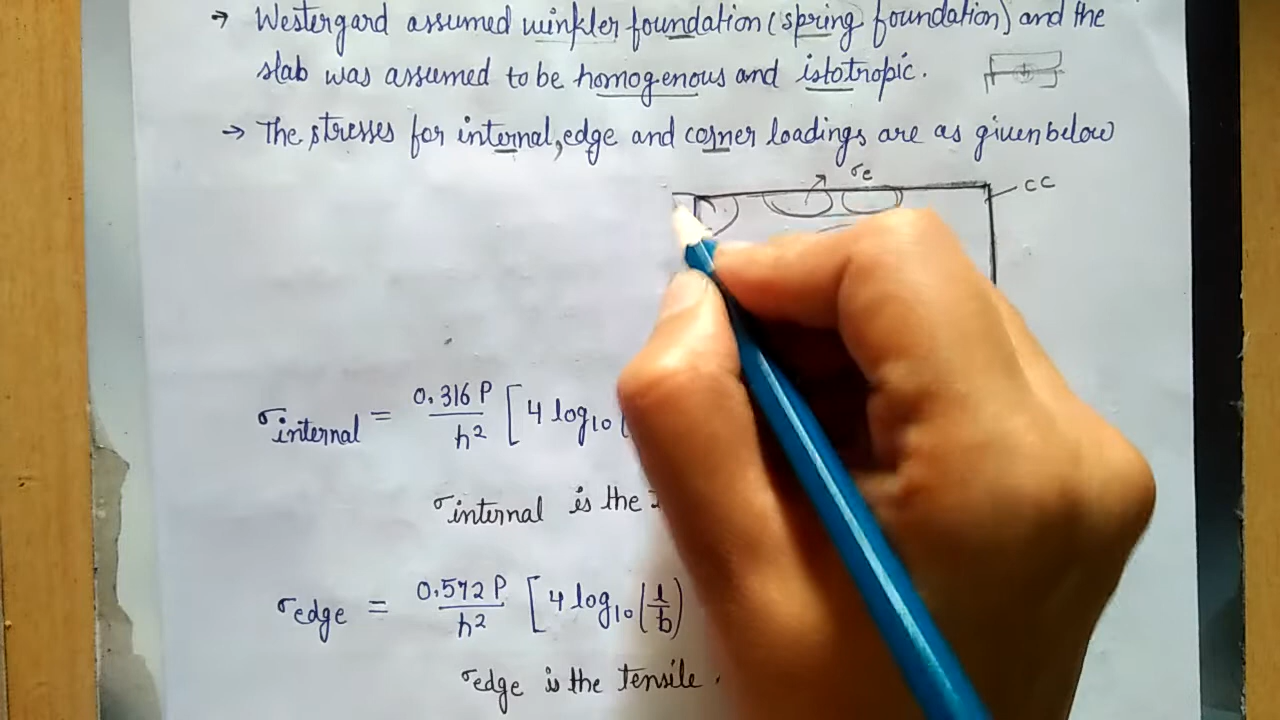 → Westergard assumed winkler foundation (spring foundation) and the
slab was assumed to be homogenous and isotropic.
→ The stresses for internal, edge and corner loadings are as given below
σe
CC
σinternal = 0.316 P / h² [ 4 log10 (
σinternal is the
σedge = 0.572 P / h² [ 4 log10 ( l / b )
σedge is the tensile